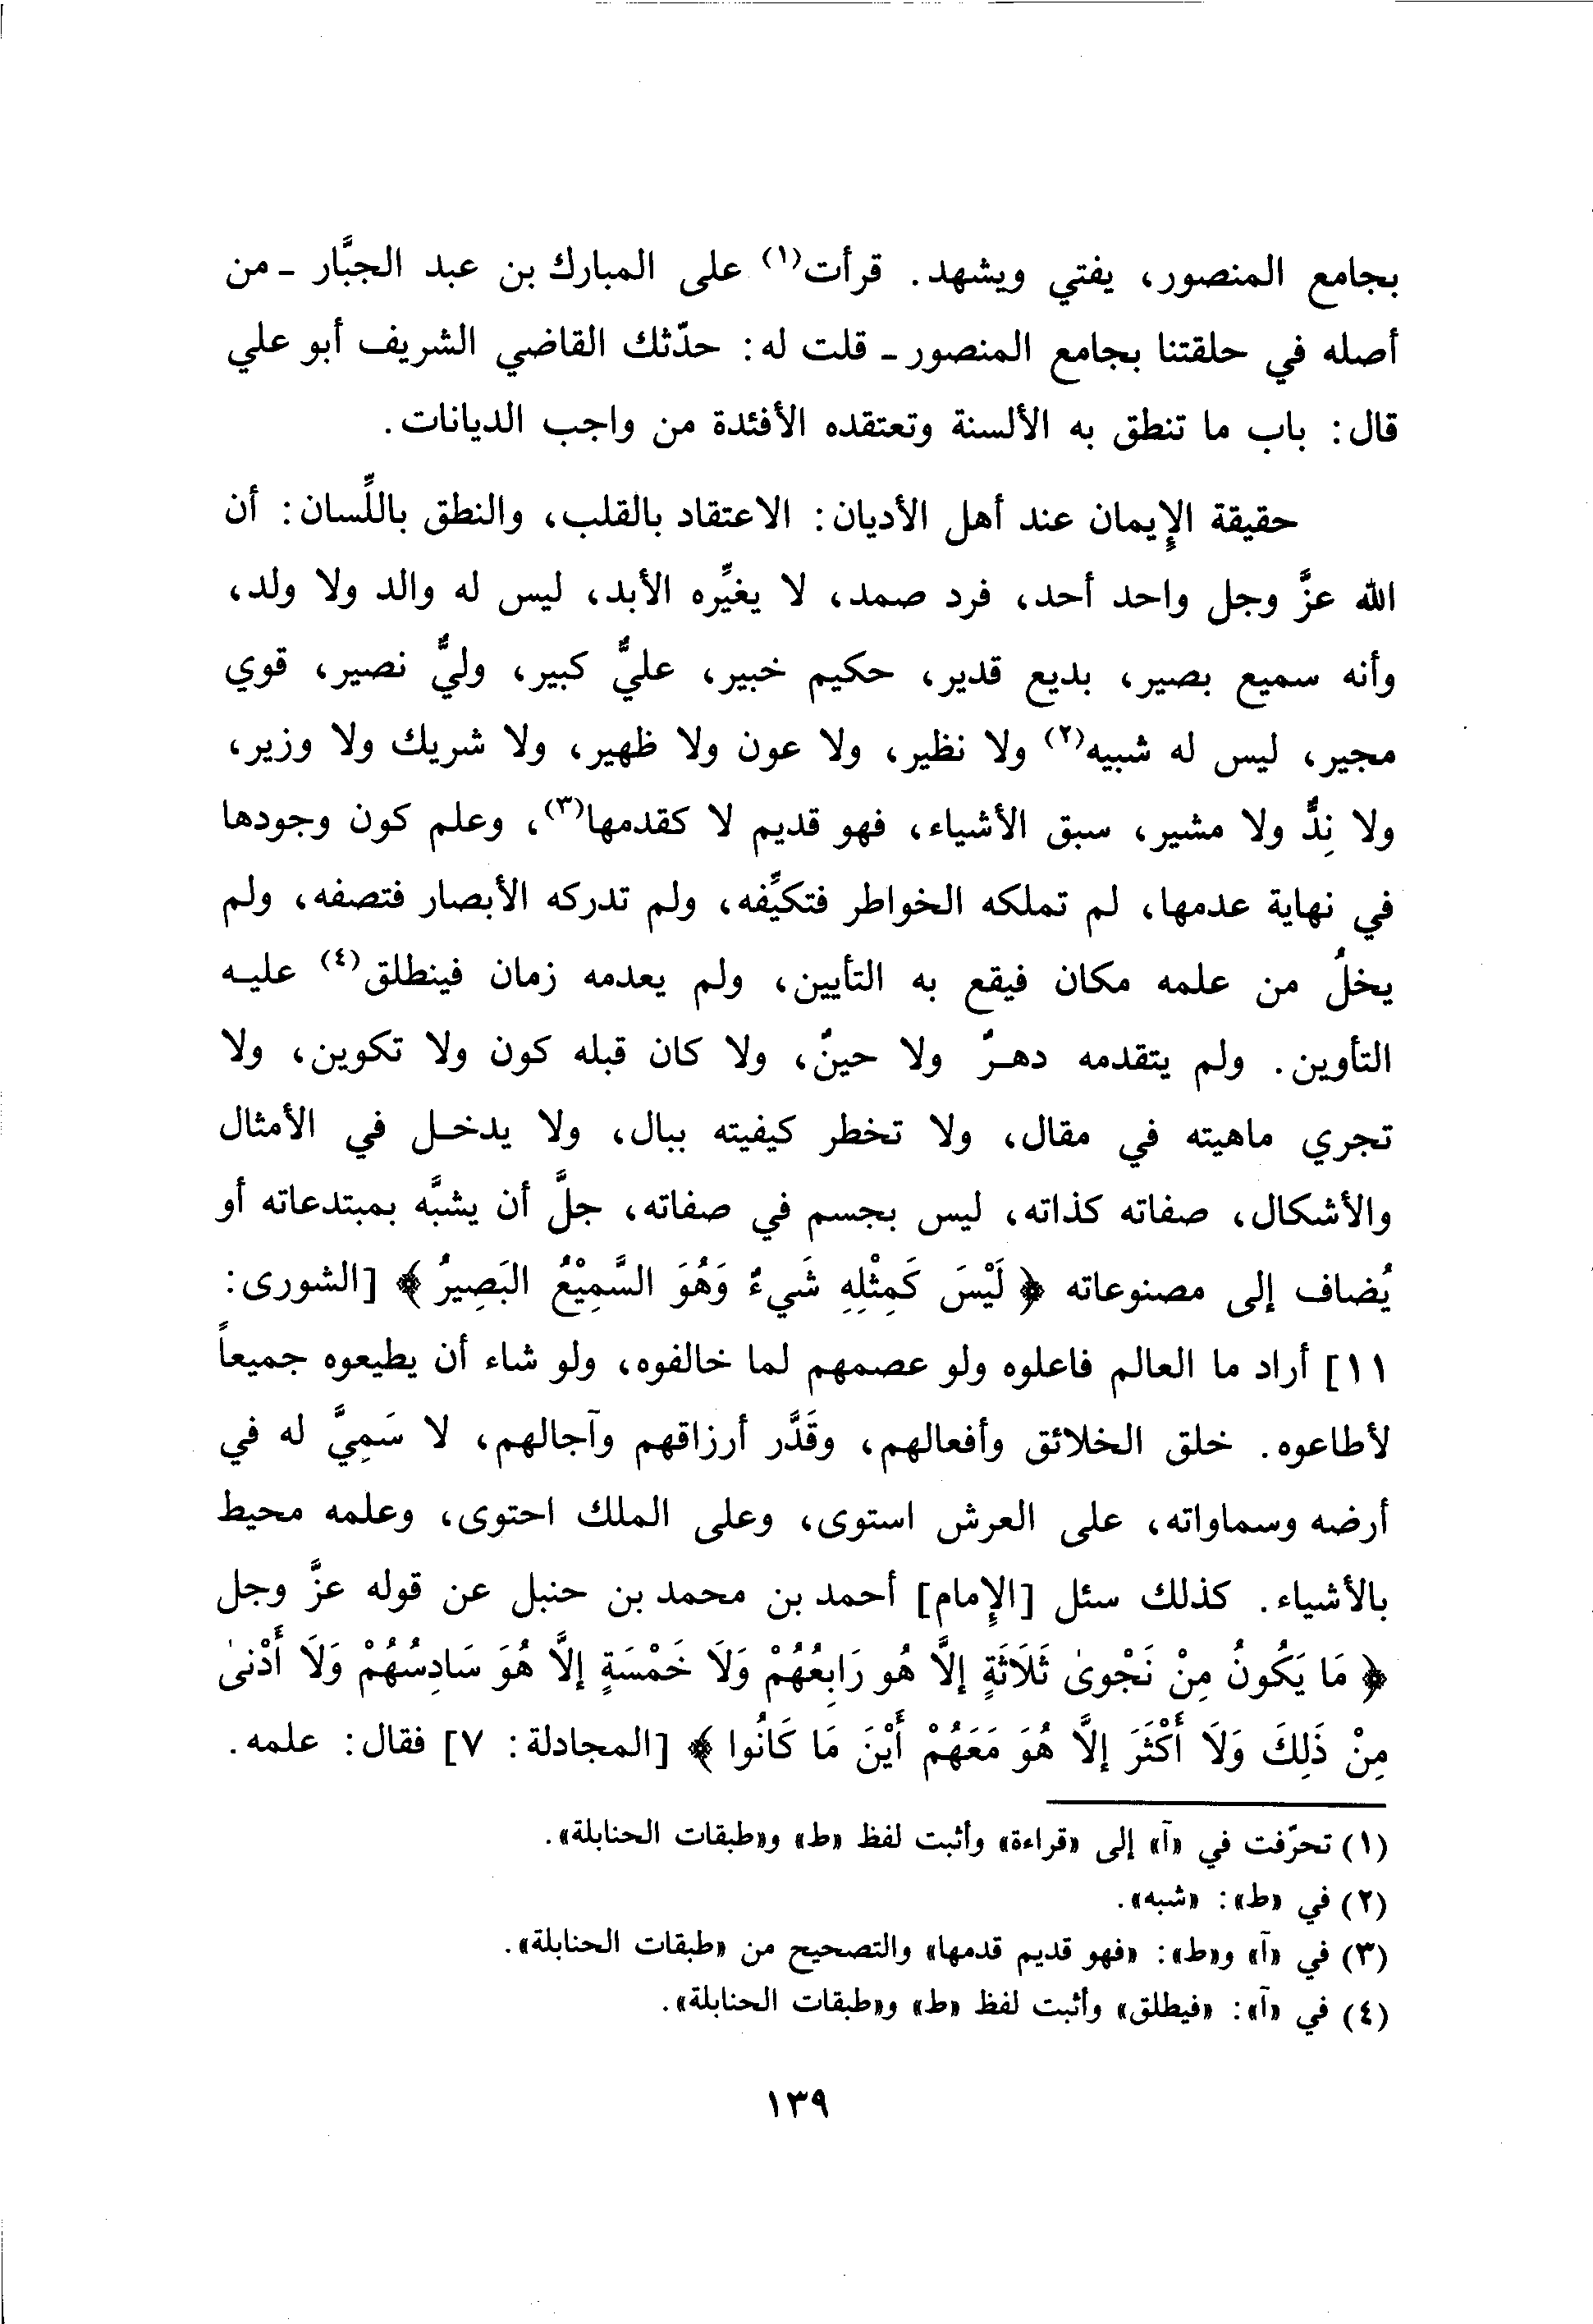 بجامع المنصور، يفتي ويشهد. قرأت(١) على المبارك بن عبد الجبَّار - من
أصله في حلقتنا بجامع المنصور - قلت له: حدّثك القاضي الشريف أبو علي
قال: باب ما تنطق به الألسنة وتعتقده الأفئدة من واجب الديانات.
حقيقة الإيمان عند أهل الأديان: الاعتقاد بالقلب، والنطق باللِّسان: أن
الله عزَّ وجل واحد أحد، فرد صمد، لا يغيِّره الأبد، ليس له والد ولا ولد،
وأنه سميع بصير، بديع قدير، حكيم خبير، عليٌّ كبير، وليٌّ نصير، قوي
مجير، ليس له شبيه(٢) ولا نظير، ولا عون ولا ظهير، ولا شريك ولا وزير،
ولا نِدٌّ ولا مشير، سبق الأشياء، فهو قديم لا كقدمها(٣)، وعلم كون وجودها
في نهاية عدمها، لم تملكه الخواطر فتكيِّفه، ولم تدركه الأبصار فتصفه، ولم
يخلُ من علمه مكان فيقع به التأيين، ولم يعدمه زمان فينطلق(٤) عليه
التأوين. ولم يتقدمه دهرٌ ولا حينٌ، ولا كان قبله كون ولا تكوين، ولا
تجري ماهيته في مقال، ولا تخطر كيفيته ببال، ولا يدخل في الأمثال
والأشكال، صفاته كذاته، ليس بجسم في صفاته، جلَّ أن يشبَّه بمبتدعاته أو
يُضاف إلى مصنوعاته ﴿ لَيْسَ كَمِثْلِهِ شَيءٌ وَهُوَ السَّمِيْعُ البَصِيرُ ﴾ [الشورى:
١١] أراد ما العالم فاعلوه ولو عصمهم لما خالفوه، ولو شاء أن يطيعوه جميعاً
لأطاعوه. خلق الخلائق وأفعالهم، وقَدَّر أرزاقهم وآجالهم، لا سَمِيَّ له في
أرضه وسماواته، على العرش استوى، وعلى الملك احتوى، وعلمه محيط
بالأشياء. كذلك سئل [الإمام] أحمد بن محمد بن حنبل عن قوله عزَّ وجل
﴿ مَا يَكُونُ مِنْ نَجْوىٰ ثَلَاثَةٍ إلَّا هُو رَابِعُهُمْ وَلَا خَمْسَةٍ إلَّا هُوَ سَادِسُهُمْ وَلَا أَدْنىٰ
مِنْ ذَلِكَ وَلَا أَكْثَرَ إلَّا هُوَ مَعَهُمْ أَيْنَ مَا كَانُوا ﴾ [المجادلة: ٧] فقال: علمه.
(١) تحرّفت في «آ» إلى «قراءة» وأثبت لفظ «ط» و«طبقات الحنابلة».
(٢) في «ط»: «شبه».
(٣) في «آ» و«ط»: «فهو قديم قدمها» والتصحيح من «طبقات الحنابلة».
(٤) في «آ»: «فيطلق» وأثبت لفظ «ط» و«طبقات الحنابلة».
١٣٩